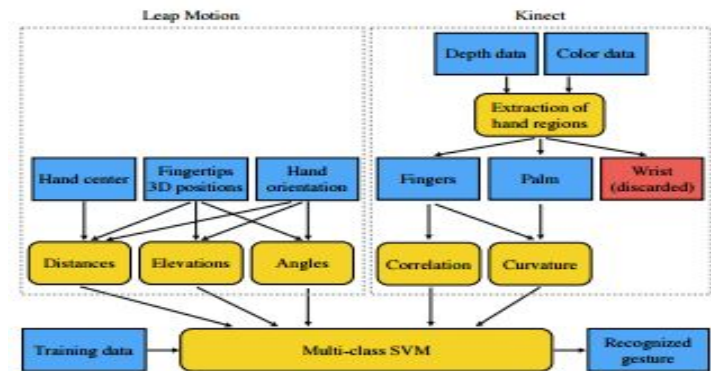 Leap Motion
Kinect
Depth data
Color data
Extraction of
hand regions
Hand center
Fingertips
3D positions
Hand
orientation
Fingers
Palm
Wrist
(discarded)
Distances
Elevations
Angles
Correlation
Curvature
Training data
Multi-class SVM
Recognized
gesture